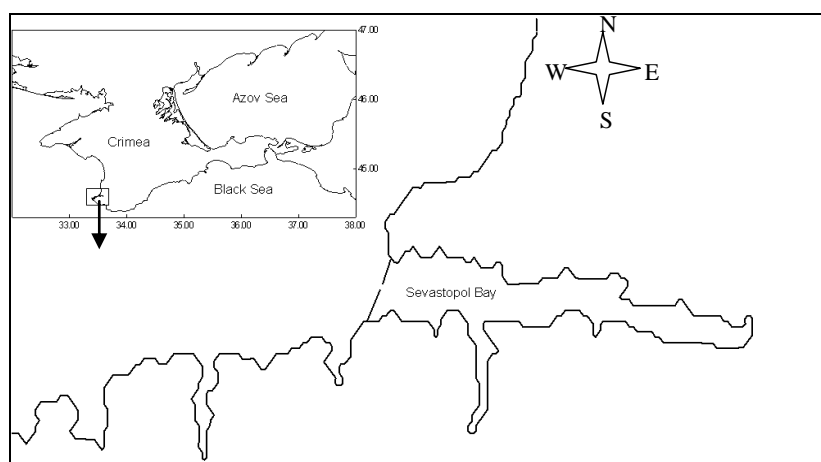 47.00
N
W E
Azov Sea
46.00
S
Crimea
45.00
Black Sea
33.00 34.00 35.00 36.00 37.00 38.00
Sevastopol Bay